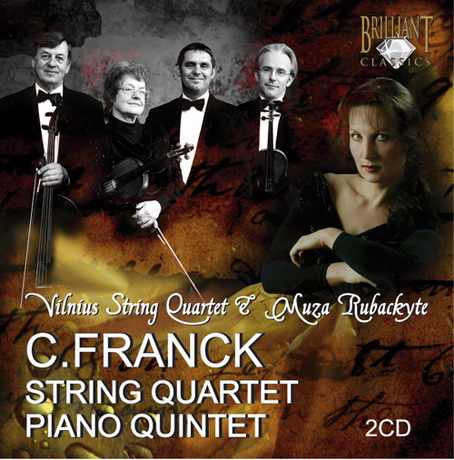 BRILLIANT
CLASSICS
Vilnius String Quartet & Muza Rubackyte
C.FRANCK
STRING QUARTET
PIANO QUINTET
2CD